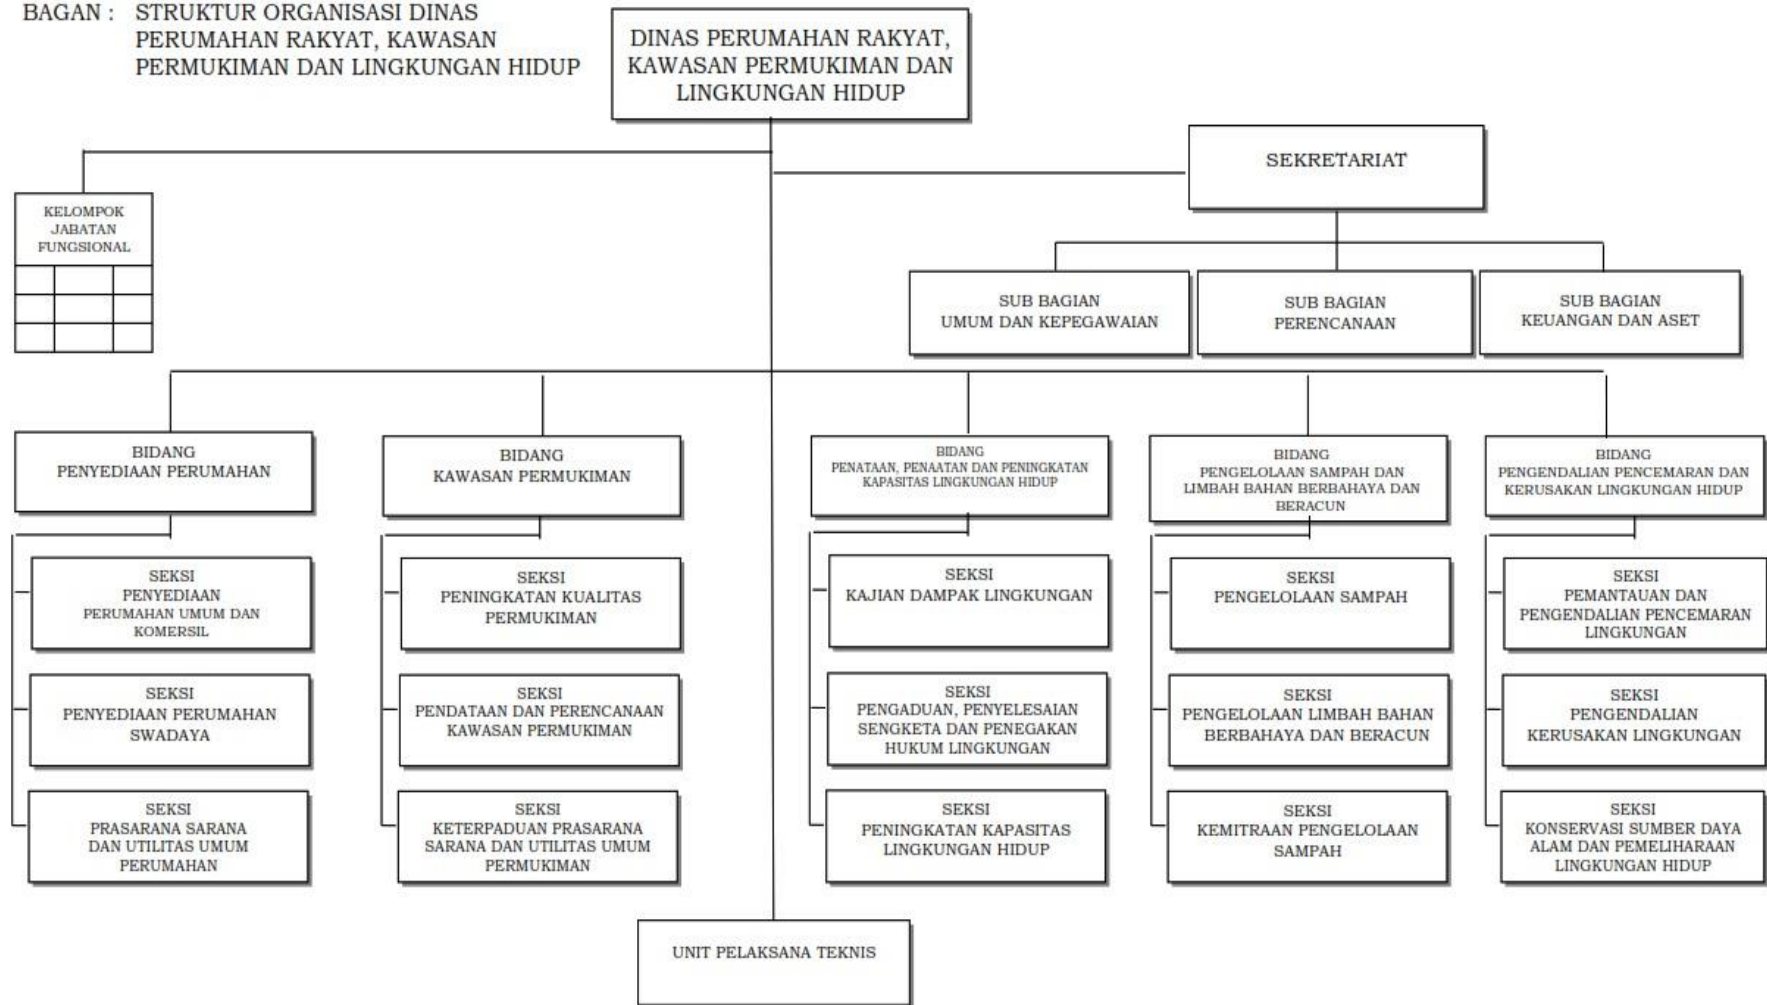 BAGAN : STRUKTUR ORGANISASI DINAS
PERUMAHAN RAKYAT, KAWASAN
PERMUKIMAN DAN LINGKUNGAN HIDUP
DINAS PERUMAHAN RAKYAT,
KAWASAN PERMUKIMAN DAN
LINGKUNGAN HIDUP
SEKRETARIAT
KELOMPOK
JABATAN
FUNGSIONAL
SUB BAGIAN
UMUM DAN KEPEGAWAIAN
SUB BAGIAN
PERENCANAAN
SUB BAGIAN
KEUANGAN DAN ASET
BIDANG
PENYEDIAAN PERUMAHAN
BIDANG
KAWASAN PERMUKIMAN
BIDANG
PENATAAN, PENAATAN DAN PENINGKATAN
KAPASITAS LINGKUNGAN HIDUP
BIDANG
PENGELOLAAN SAMPAH DAN
LIMBAH BAHAN BERBAHAYA DAN
BERACUN
BIDANG
PENGENDALIAN PENCEMARAN DAN
KERUSAKAN LINGKUNGAN HIDUP
SEKSI
PENYEDIAAN
PERUMAHAN UMUM DAN
KOMERSIL
SEKSI
PENINGKATAN KUALITAS
PERMUKIMAN
SEKSI
KAJIAN DAMPAK LINGKUNGAN
SEKSI
PENGELOLAAN SAMPAH
SEKSI
PEMANTAUAN DAN
PENGENDALIAN PENCEMARAN
LINGKUNGAN
SEKSI
PENYEDIAAN PERUMAHAN
SWADAYA
SEKSI
PENDATAAN DAN PERENCANAAN
KAWASAN PERMUKIMAN
SEKSI
PENGADUAN, PENYELESAIAN
SENGKETA DAN PENEGAKAN
HUKUM LINGKUNGAN
SEKSI
PENGELOLAAN LIMBAH BAHAN
BERBAHAYA DAN BERACUN
SEKSI
PENGENDALIAN
KERUSAKAN LINGKUNGAN
SEKSI
PRASARANA SARANA
DAN UTILITAS UMUM
PERUMAHAN
SEKSI
KETERPADUAN PRASARANA
SARANA DAN UTILITAS UMUM
PERMUKIMAN
SEKSI
PENINGKATAN KAPASITAS
LINGKUNGAN HIDUP
SEKSI
KEMITRAAN PENGELOLAAN
SAMPAH
SEKSI
KONSERVASI SUMBER DAYA
ALAM DAN PEMELIHARAAN
LINGKUNGAN HIDUP
UNIT PELAKSANA TEKNIS